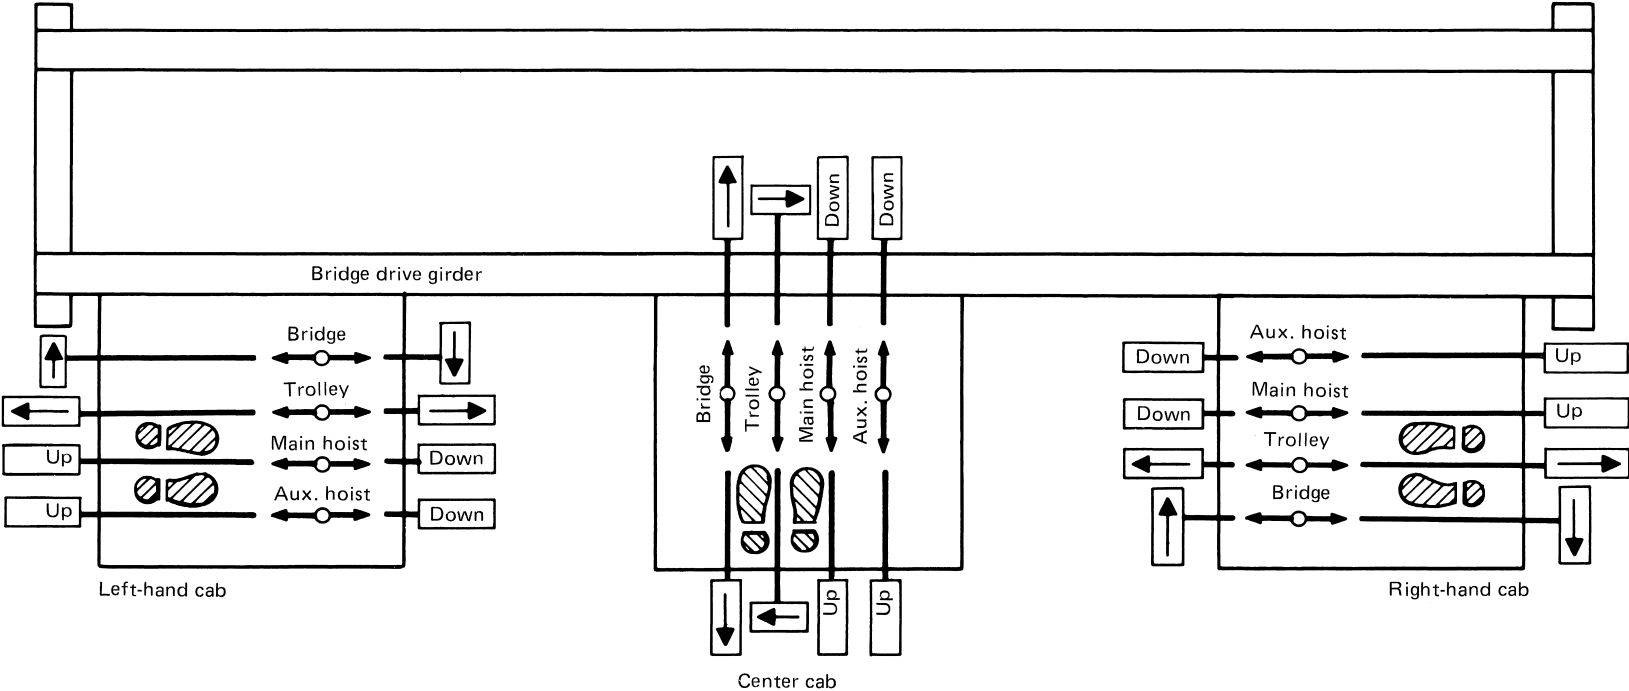 Down
Down
Bridge drive girder
Bridge
Trolley
Main hoist
Up
Down
Aux. hoist
Up
Down
Left-hand cab
Bridge
Trolley
Main hoist
Aux. hoist
Up
Up
Center cab
Aux. hoist
Down
Up
Main hoist
Down
Up
Trolley
Bridge
Right-hand cab